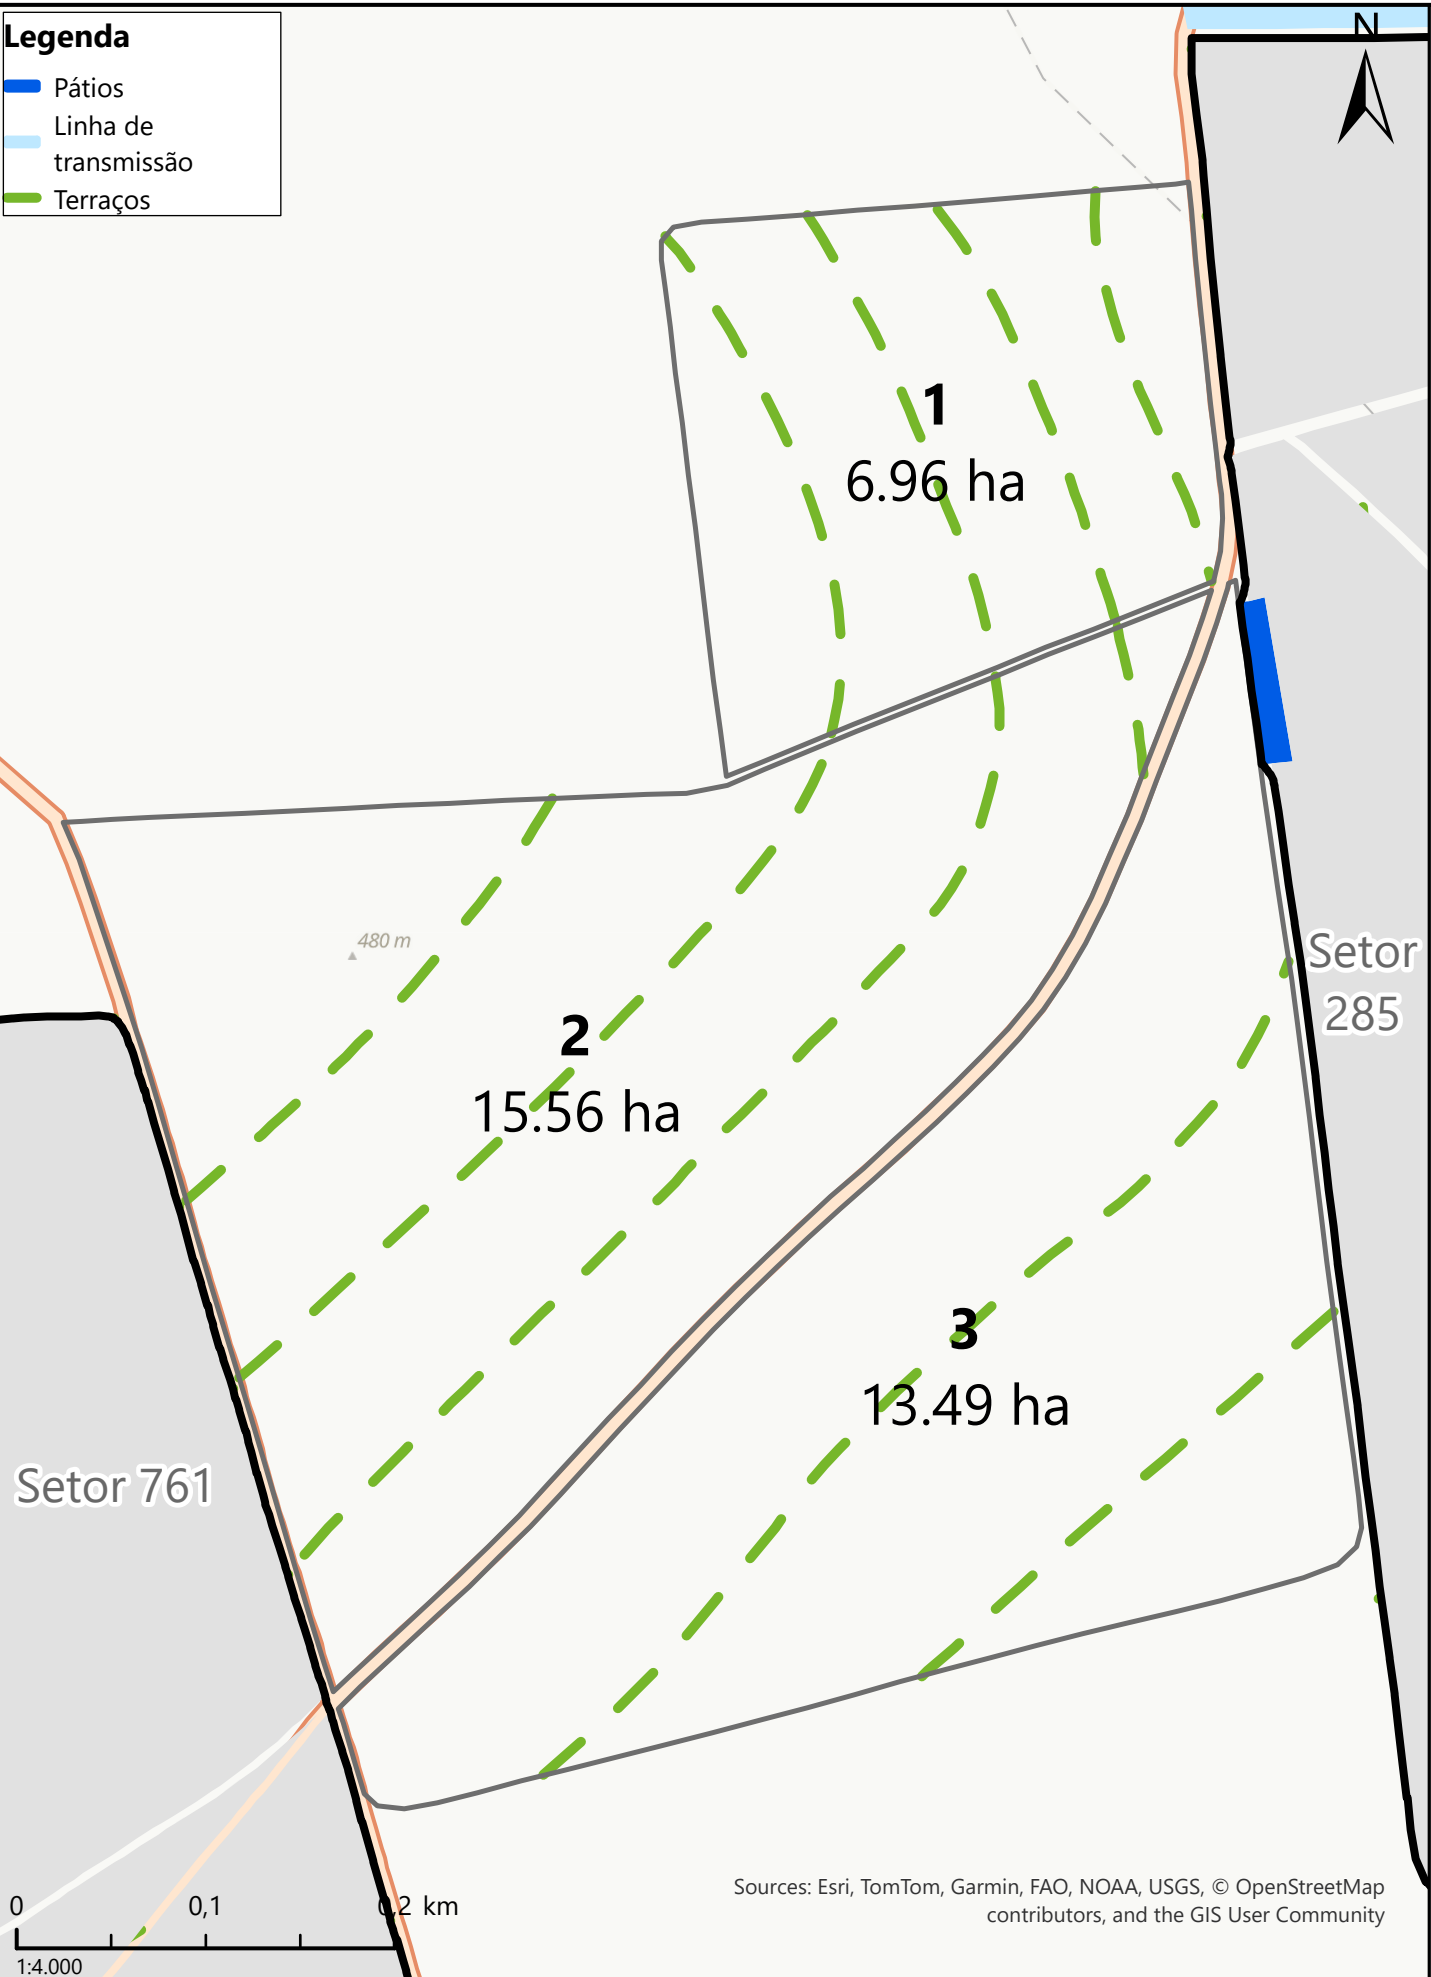 Legenda
Pátios
Linha de
transmissão
Terraços
N
1
6.96 ha
480 m
2
15.56 ha
Setor
285
3
13.49 ha
Setor 761
Sources: Esri, TomTom, Garmin, FAO, NOAA, USGS, © OpenStreetMap
contributors, and the GIS User Community
0 0,1 0,2 km
1:4.000